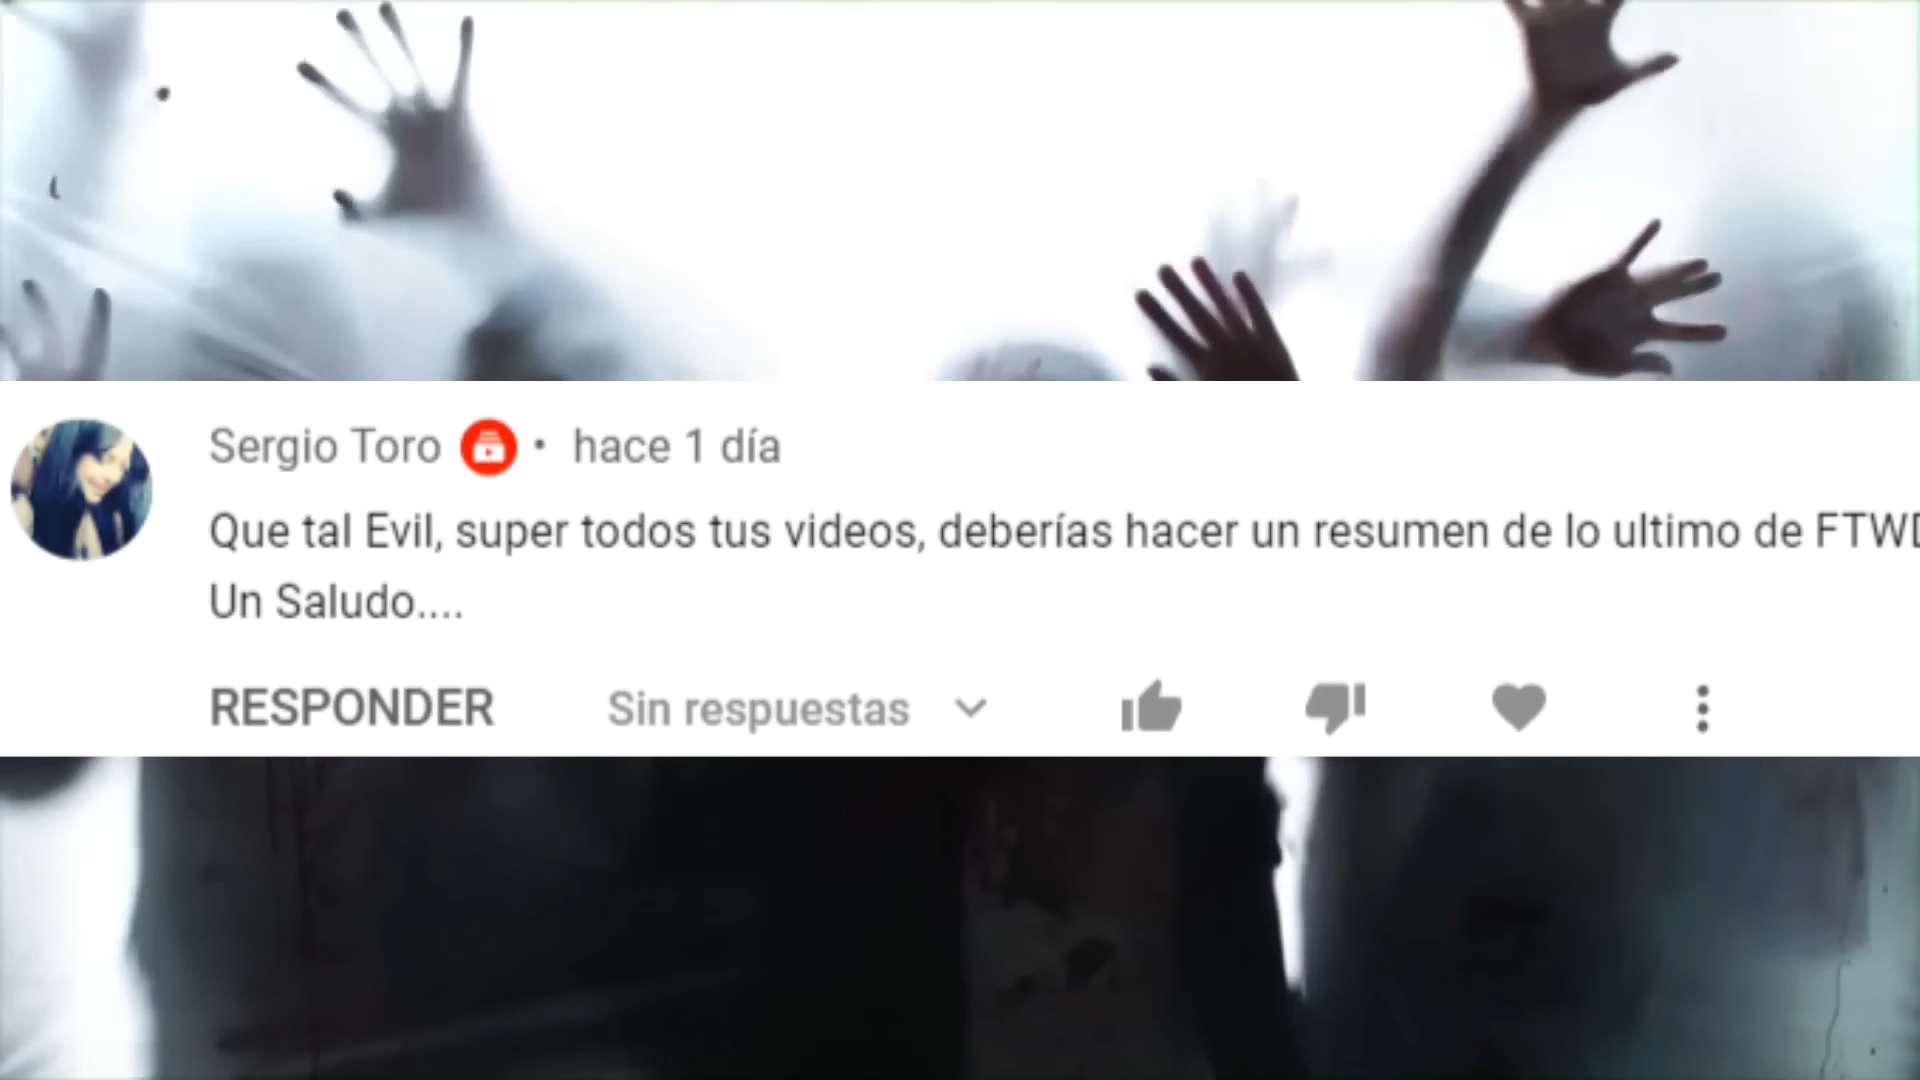 Sergio Toro • hace 1 día
Que tal Evil, super todos tus videos, deberías hacer un resumen de lo ultimo de FTWD
Un Saludo....
RESPONDER Sin respuestas